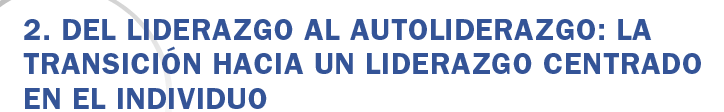 2. DEL LIDERAZGO AL AUTOLIDERAZGO: LA
TRANSICIÓN HACIA UN LIDERAZGO CENTRADO
EN EL INDIVIDUO